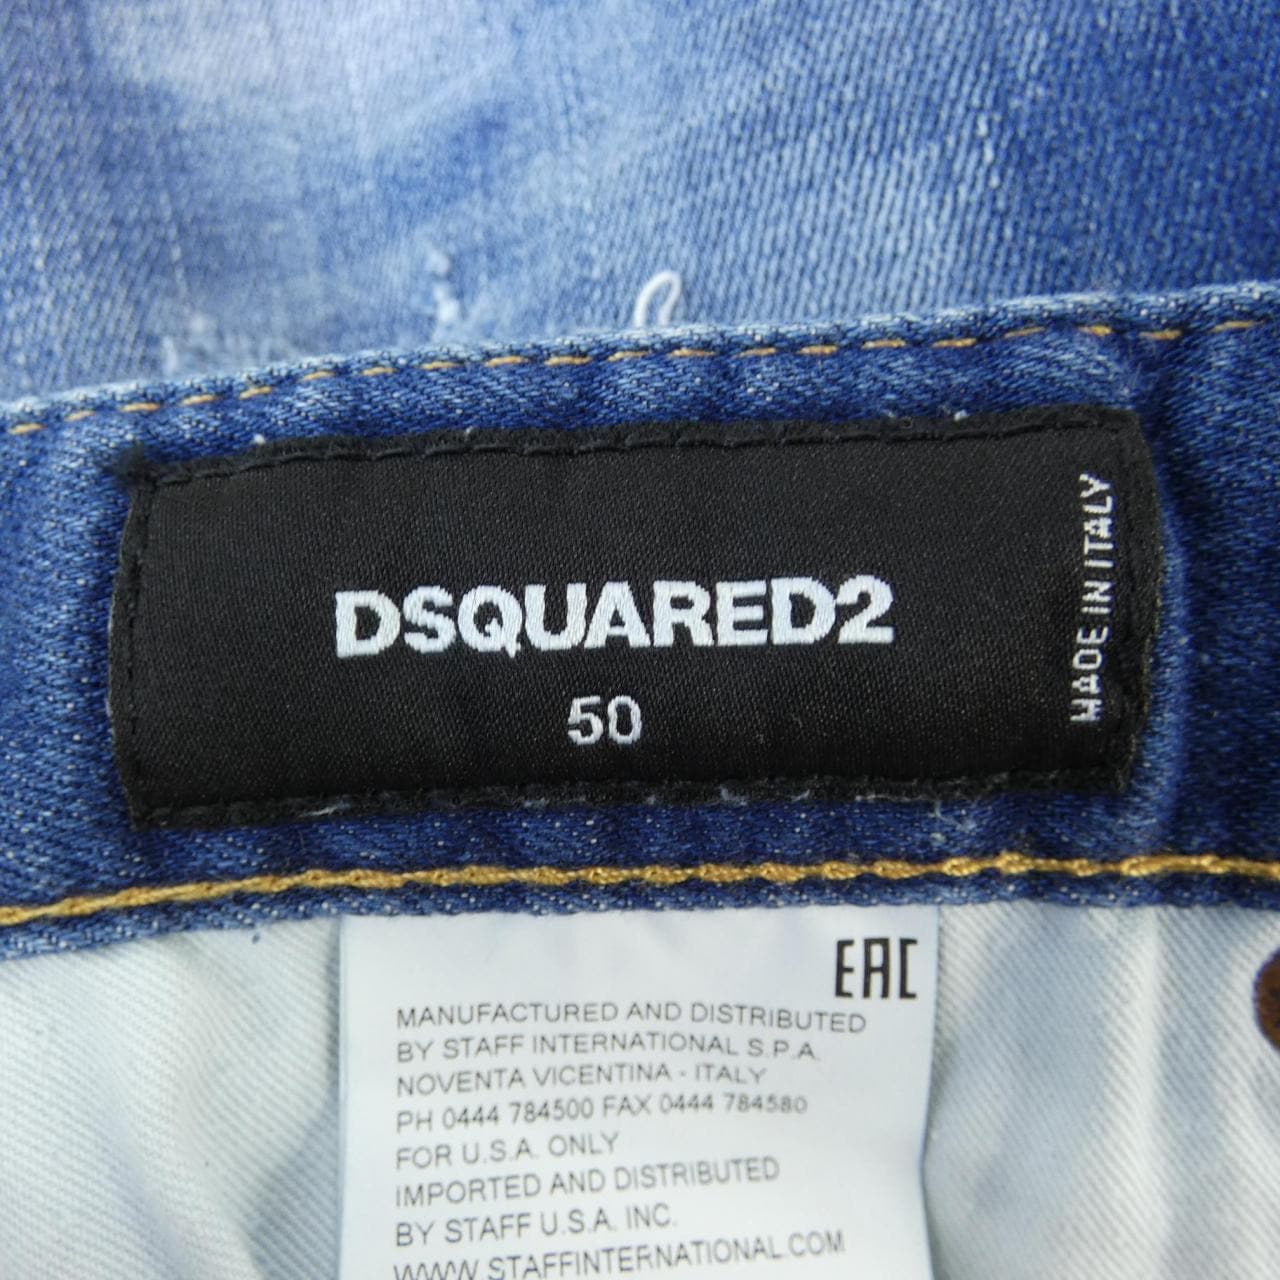 DSQUARED2
50
MADE IN ITALY
EAC
MANUFACTURED AND DISTRIBUTED
BY STAFF INTERNATIONAL S.P.A.
NOVENTA VICENTINA - ITALY
PH 0444 784500 FAX 0444 784580
FOR U.S.A. ONLY
IMPORTED AND DISTRIBUTED
BY STAFF U.S.A. INC.
WWW.STAFFINTERNATIONAL.COM